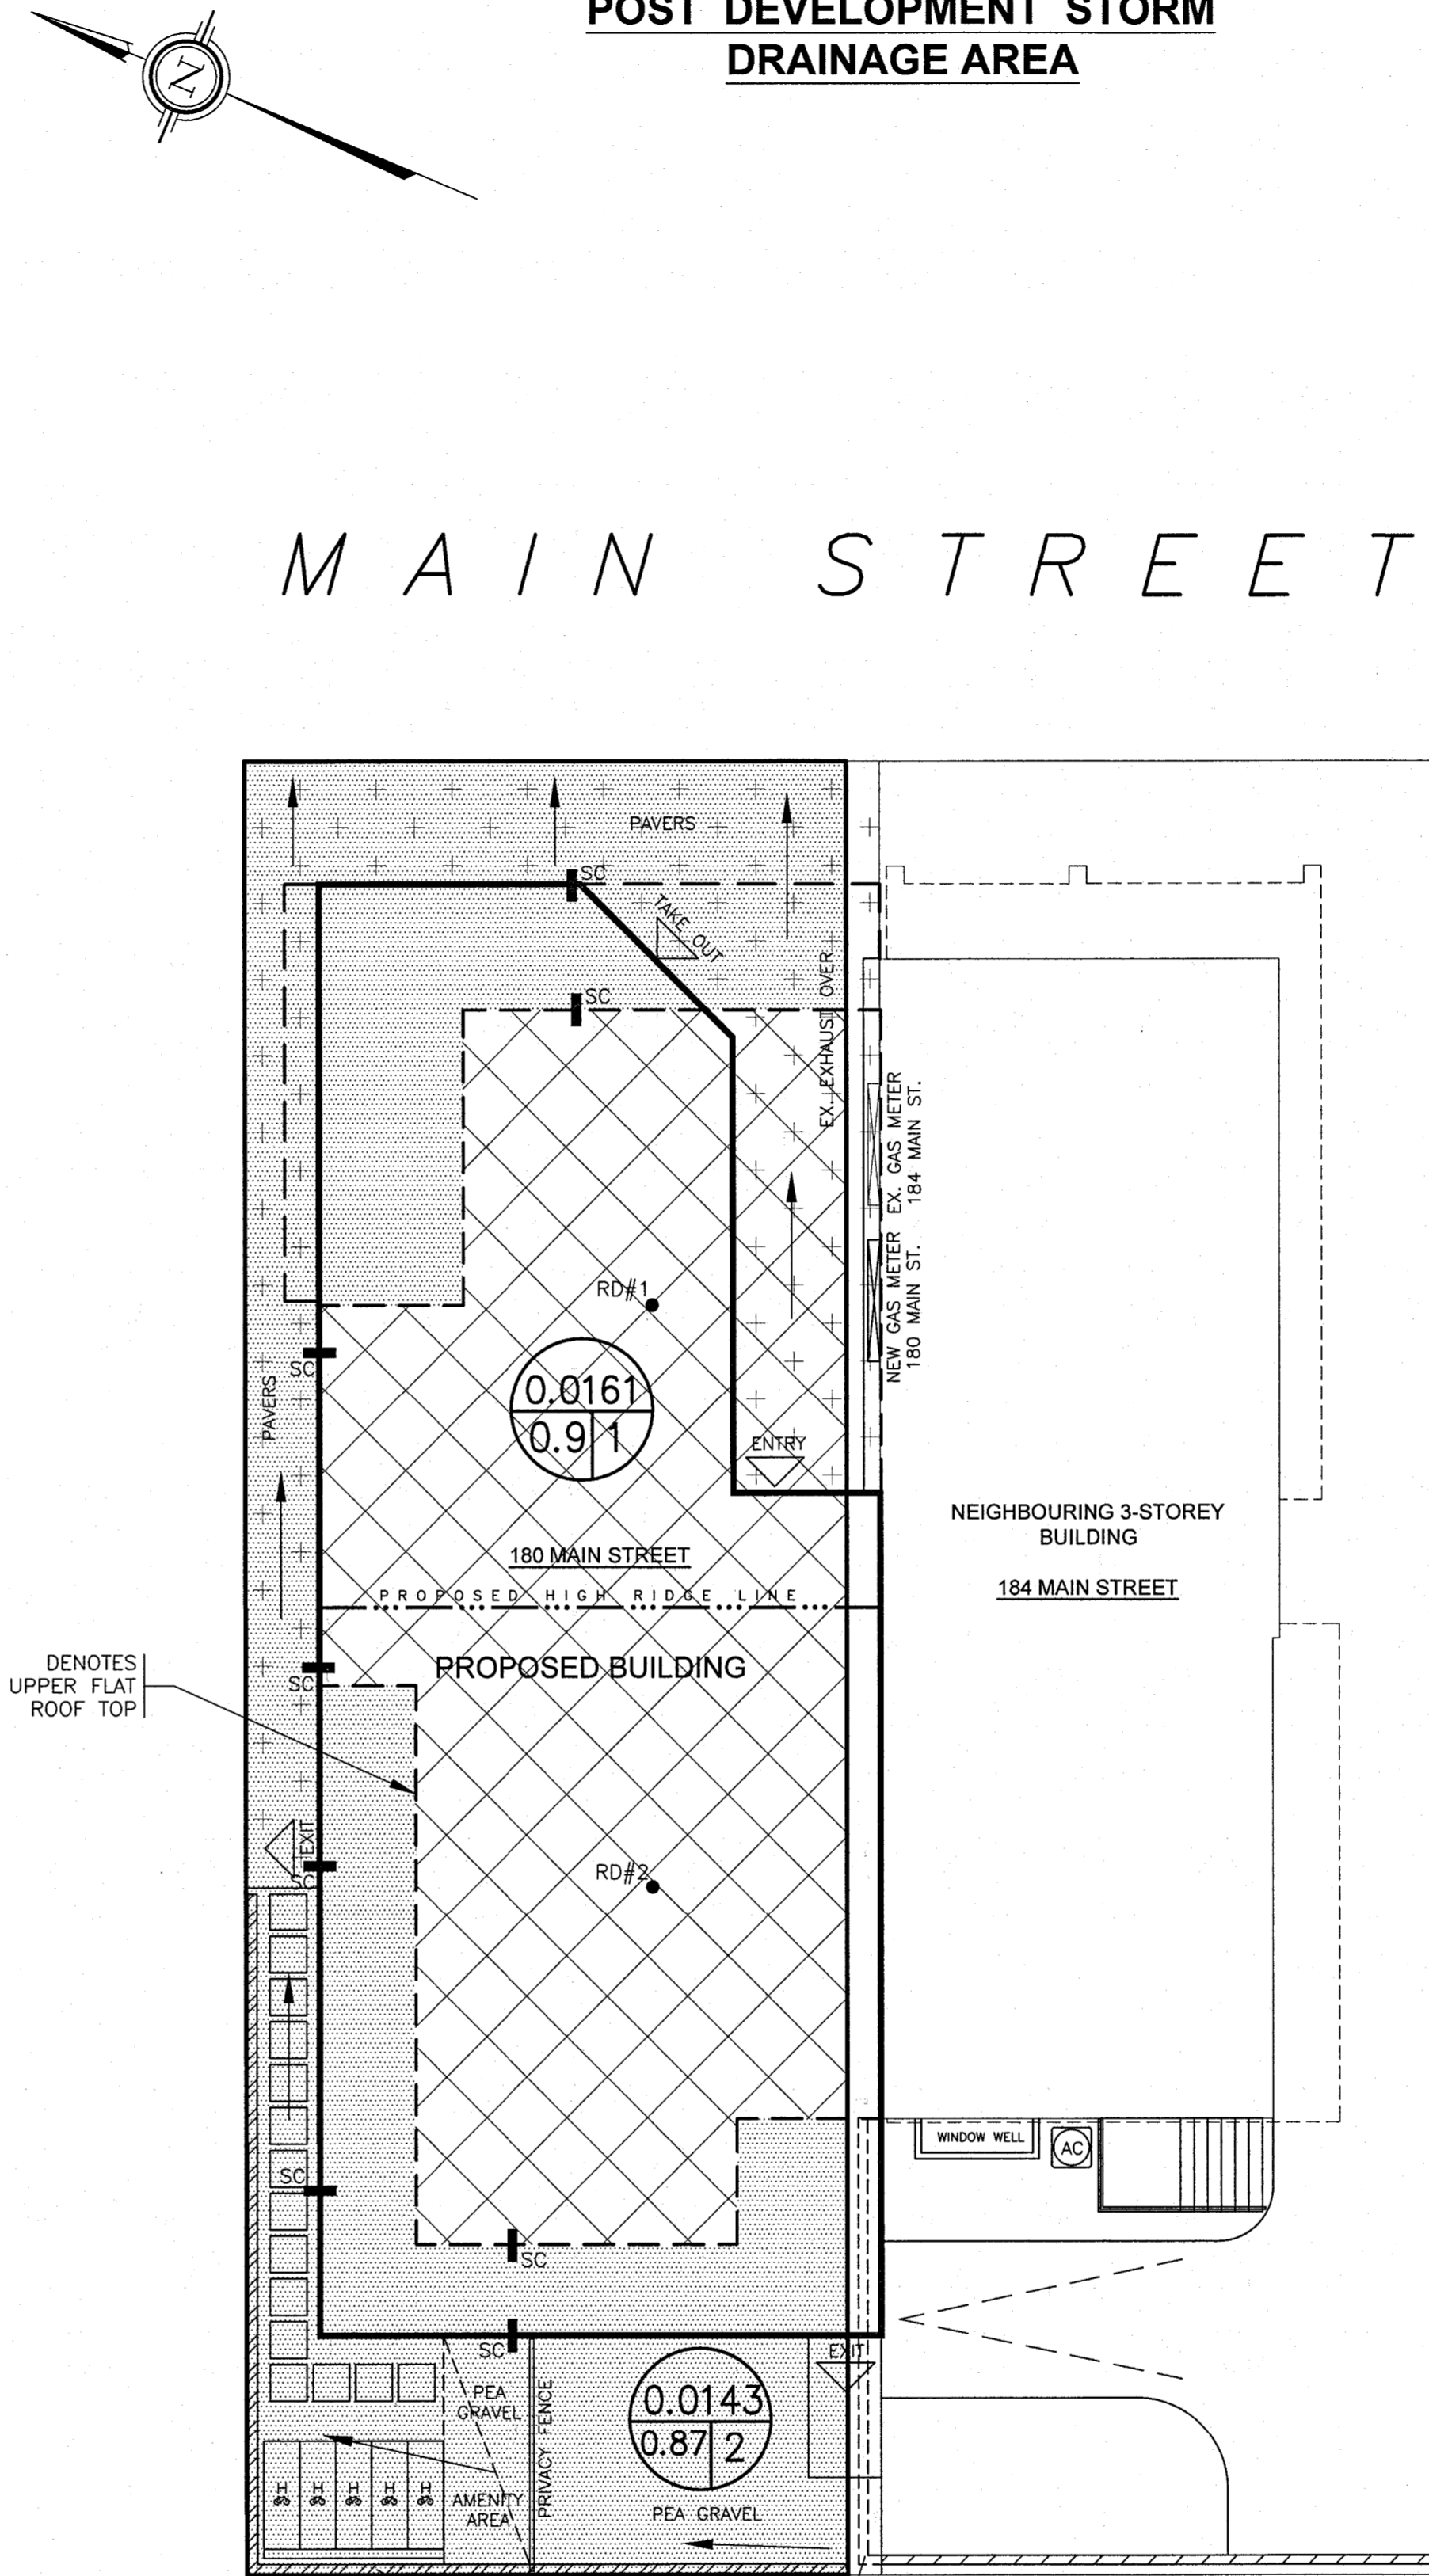 POST DEVELOPMENT STORM
DRAINAGE AREA
N
MAIN STREET
PAVERS
SC
TAKE OUT
SC
EX. EXHAUST OVER
EX. GAS METER
184 MAIN ST.
NEW GAS METER
180 MAIN ST.
RD#1
SC
PAVERS
0.0161
0.9 1
ENTRY
NEIGHBOURING 3-STOREY
BUILDING
184 MAIN STREET
180 MAIN STREET
PROPOSED HIGH RIDGE LINE
DENOTES
UPPER FLAT
ROOF TOP
PROPOSED BUILDING
SC
EXIT
SC
RD#2
WINDOW WELL
AC
SC
SC
SC
EXIT
PEA
GRAVEL
PRIVACY FENCE
0.0143
0.87 2
AMENITY
AREA
PEA GRAVEL
H H H H H